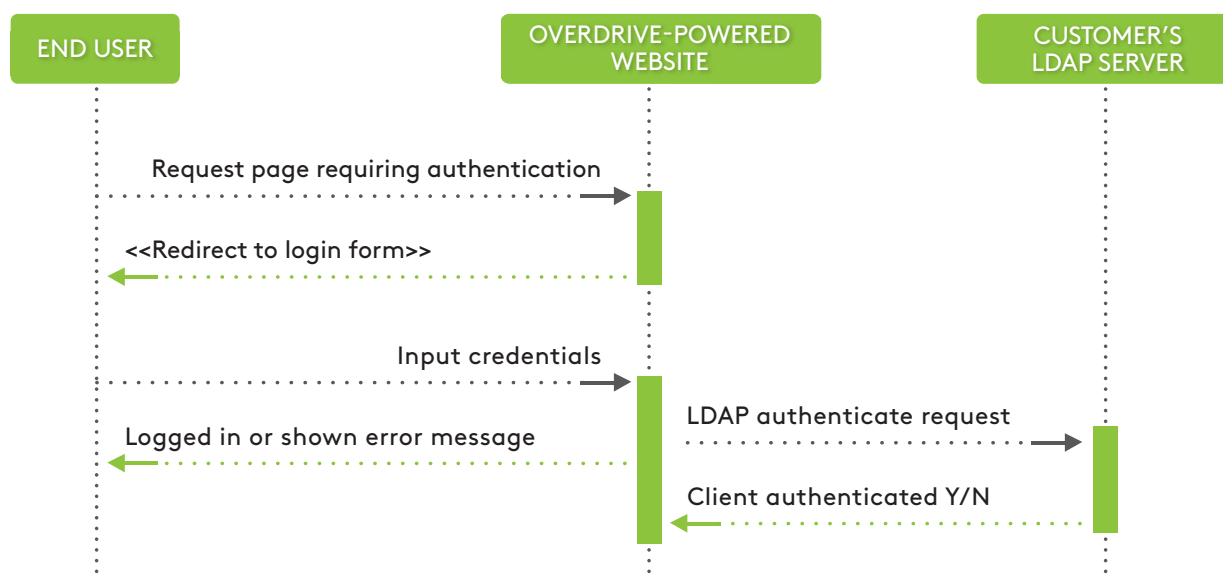 END USER
OVERDRIVE-POWERED
WEBSITE
CUSTOMER'S
LDAP SERVER
Request page requiring authentication
<<Redirect to login form>>
Input credentials
LDAP authenticate request
Logged in or shown error message
Client authenticated Y/N